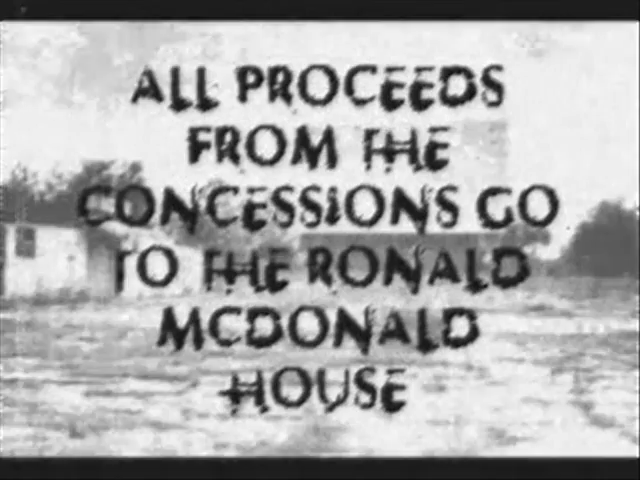 ALL PROCEEDS
FROM THE
CONCESSIONS GO
TO THE RONALD
MCDONALD
HOUSE